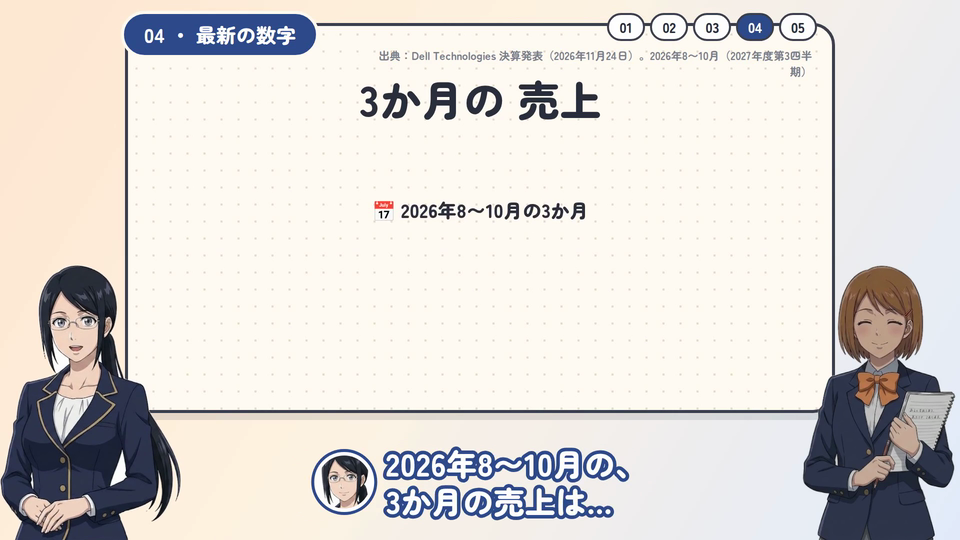 04 ・ 最新の数字
01 02 03 04 05
出典：Dell Technologies 決算発表（2026年11月24日）。2026年8〜10月（2027年度第3四半
期）
3か月の 売上
📅 2026年8〜10月の3か月
2026年8〜10月の、
3か月の売上は…